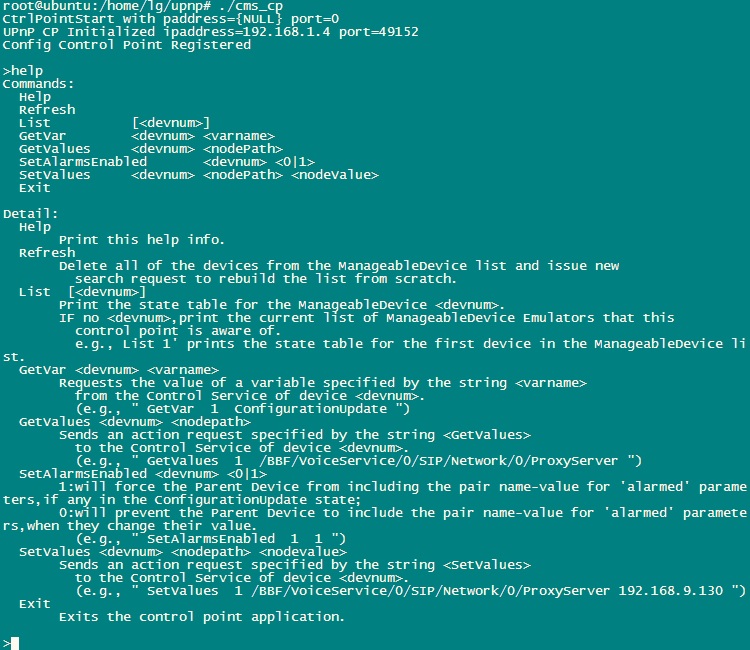 root@ubuntu:/home/lg/upnp# ./cms_cp
CtrlPointStart with paddress={NULL} port=0
UPnP CP Initialized ipaddress=192.168.1.4 port=49152
Config Control Point Registered
>help
Commands:
Help
Refresh
List [<devnum>]
GetVar <devnum> <varname>
GetValues <devnum> <nodePath>
SetAlarmsEnabled <devnum> <0|1>
SetValues <devnum> <nodePath> <nodeValue>
Exit
Detail:
Help
Print this help info.
Refresh
Delete all of the devices from the ManageableDevice list and issue new
search request to rebuild the list from scratch.
List [<devnum>]
Print the state table for the ManageableDevice <devnum>.
IF no <devnum>,print the current list of ManageableDevice Emulators that this
control point is aware of.
e.g., List 1' prints the state table for the first device in the ManageableDevice li
st.
GetVar <devnum> <varname>
Requests the value of a variable specified by the string <varname>
from the Control Service of device <devnum>.
(e.g., " GetVar 1 ConfigurationUpdate ")
GetValues <devnum> <nodepath>
Sends an action request specified by the string <GetValues>
to the Control Service of device <devnum>.
(e.g., " GetValues 1 /BBF/VoiceService/0/SIP/Network/0/ProxyServer ")
SetAlarmsEnabled <devnum> <0|1>
1:will force the Parent Device from including the pair name-value for 'alarmed' parame
ters,if any in the ConfigurationUpdate state;
0:will prevent the Parent Device to include the pair name-value for 'alarmed' paramete
rs,when they change their value.
(e.g., " SetAlarmsEnabled 1 1 ")
SetValues <devnum> <nodepath> <nodevalue>
Sends an action request specified by the string <SetValues>
to the Control Service of device <devnum>.
(e.g., " SetValues 1 /BBF/VoiceService/0/SIP/Network/0/ProxyServer 192.168.9.130 ")
Exit
Exits the control point application.
>